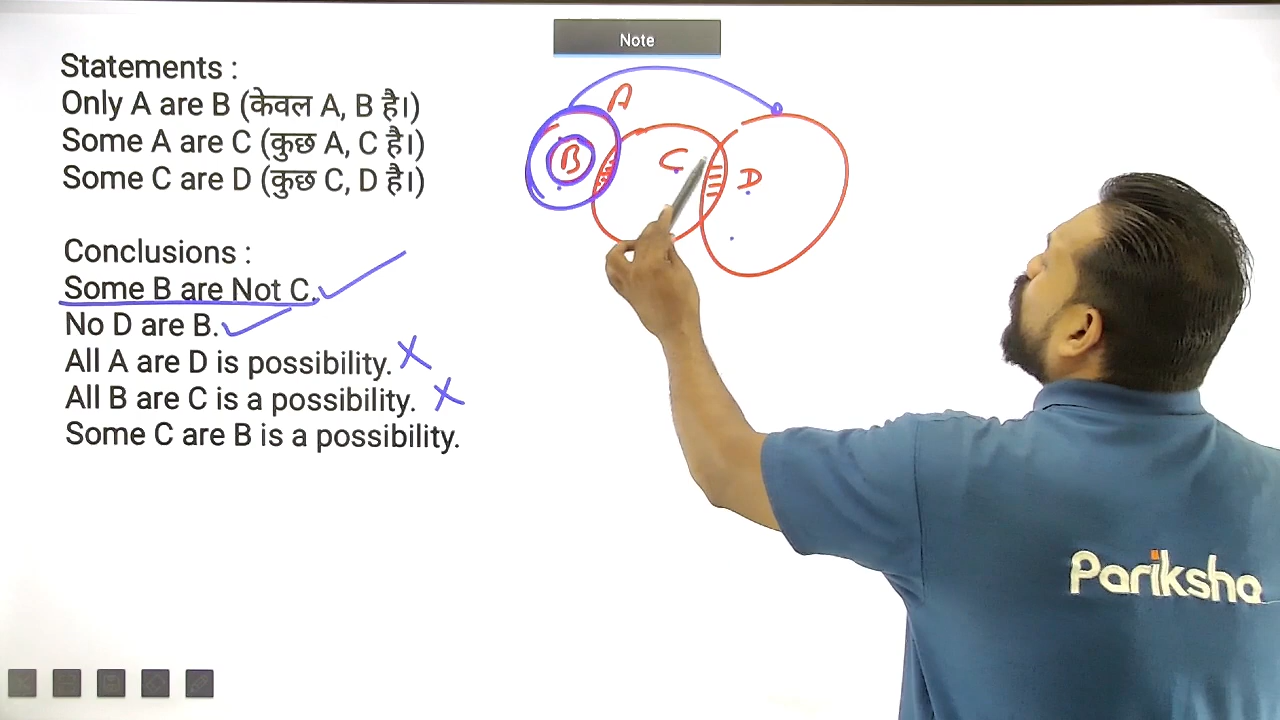 Note
Statements :
Only A are B (केवल A, B है।)
Some A are C (कुछ A, C है।)
Some C are D (कुछ C, D है।)
Conclusions :
Some B are Not C.
No D are B.
All A are D is possibility.
All B are C is a possibility.
Some C are B is a possibility.
A
B
C
D
Pariksha